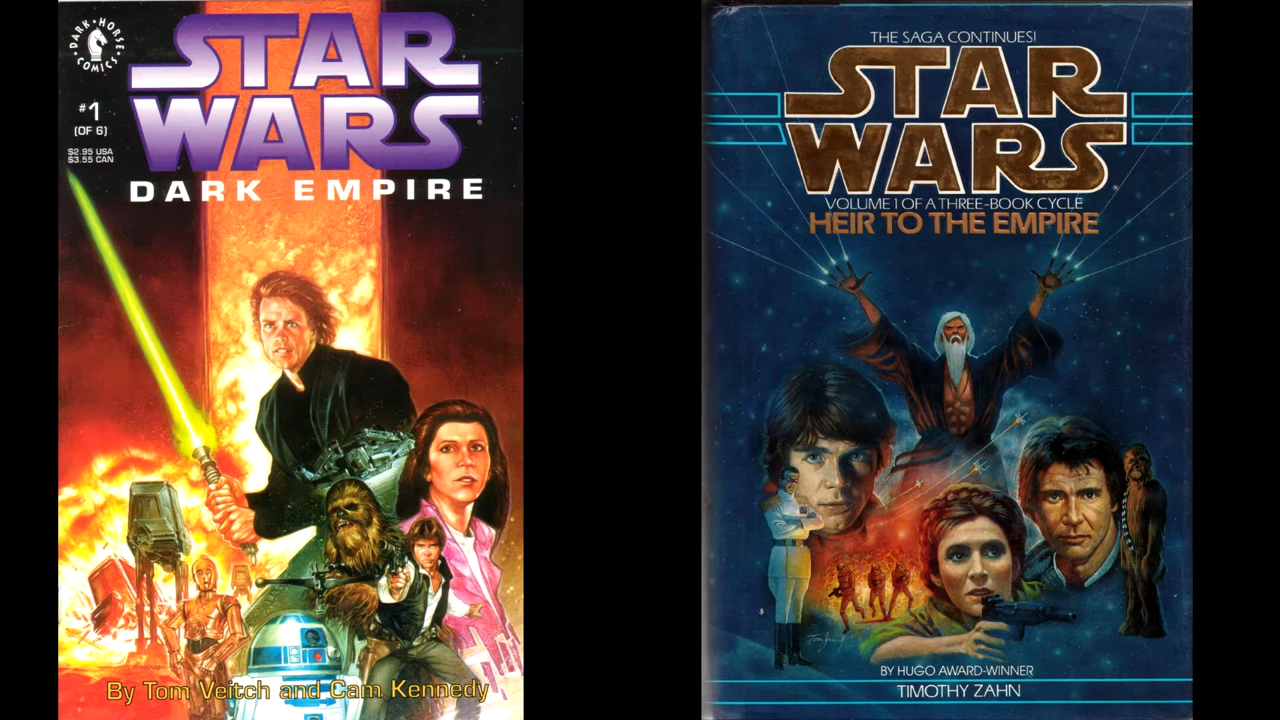 DARK·HORSE
COMICS
STAR
WARS
#1
(OF 6)
$2.95 USA
$3.55 CAN
DARK EMPIRE
By Tom Veitch and Cam Kennedy
THE SAGA CONTINUES!
STAR
WARS
VOLUME 1 OF A THREE-BOOK CYCLE
HEIR TO THE EMPIRE
BY HUGO AWARD-WINNER
TIMOTHY ZAHN